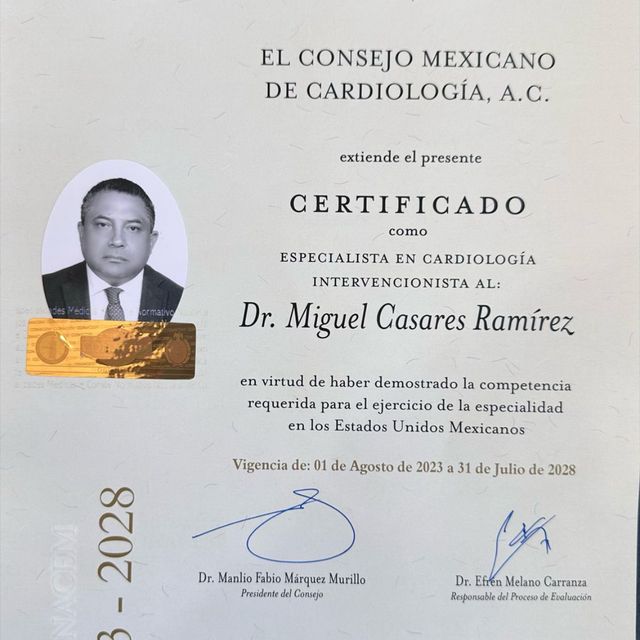 EL CONSEJO MEXICANO
DE CARDIOLOGÍA, A.C.
extiende el presente
CERTIFICADO
como
ESPECIALISTA EN CARDIOLOGÍA
INTERVENCIONISTA AL:
Dr. Miguel Casares Ramírez
en virtud de haber demostrado la competencia
requerida para el ejercicio de la especialidad
en los Estados Unidos Mexicanos
Vigencia de: 01 de Agosto de 2023 a 31 de Julio de 2028
Dr. Manlio Fabio Márquez Murillo
Presidente del Consejo
Dr. Efrén Melano Carranza
Responsable del Proceso de Evaluación
3 - 2028
NACEM